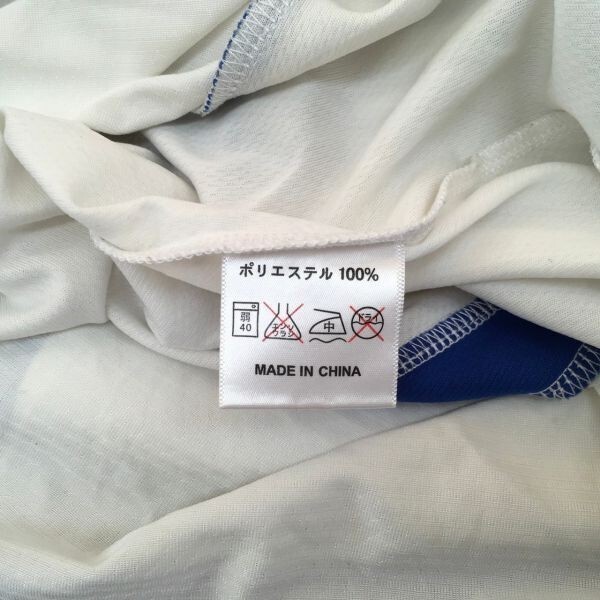 ポリエステル 100%
弱 40
エンソ サラシ
中
ドライ
MADE IN CHINA